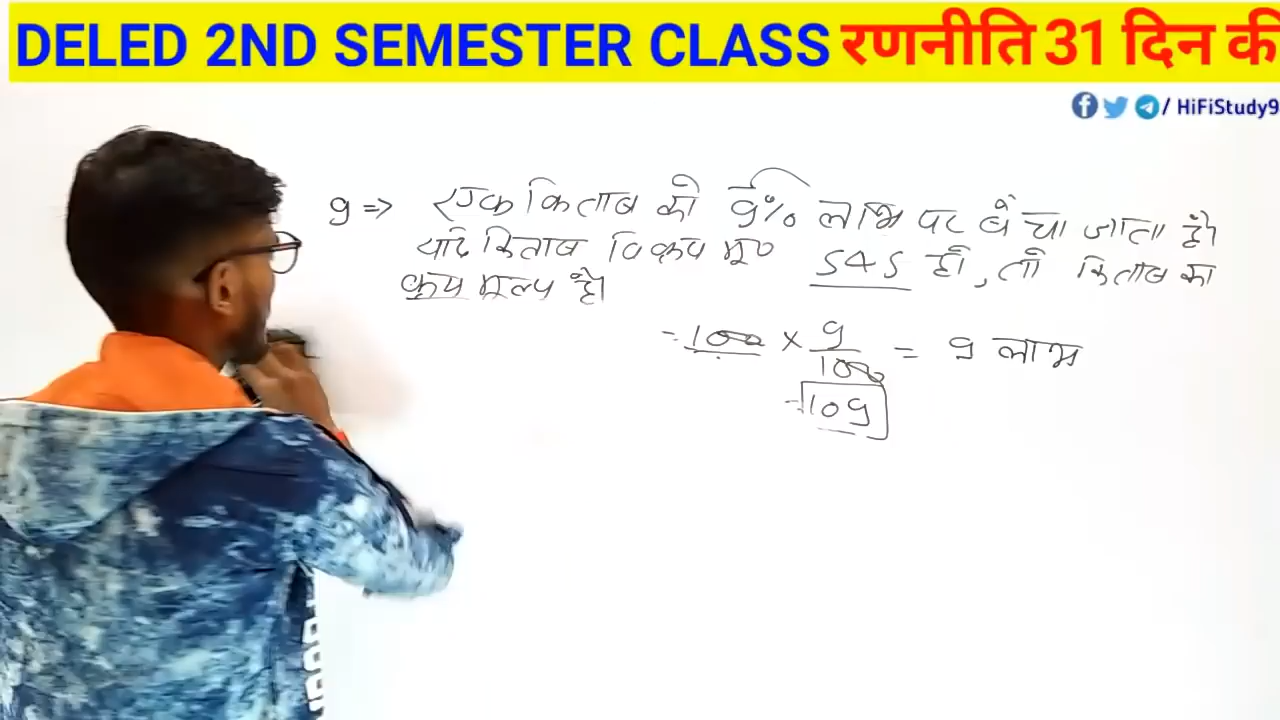 DELED 2ND SEMESTER CLASS रणनीति 31 दिन की
/ HiFiStudy9
9 => एक किताब को 9% लाभ पर बेचा जाता है।
यदि किताब विक्रय मू० 545 हो, तो किताब का
क्रय मूल्य है।
= 100 × 9/100 = 9 लाभ
= 109